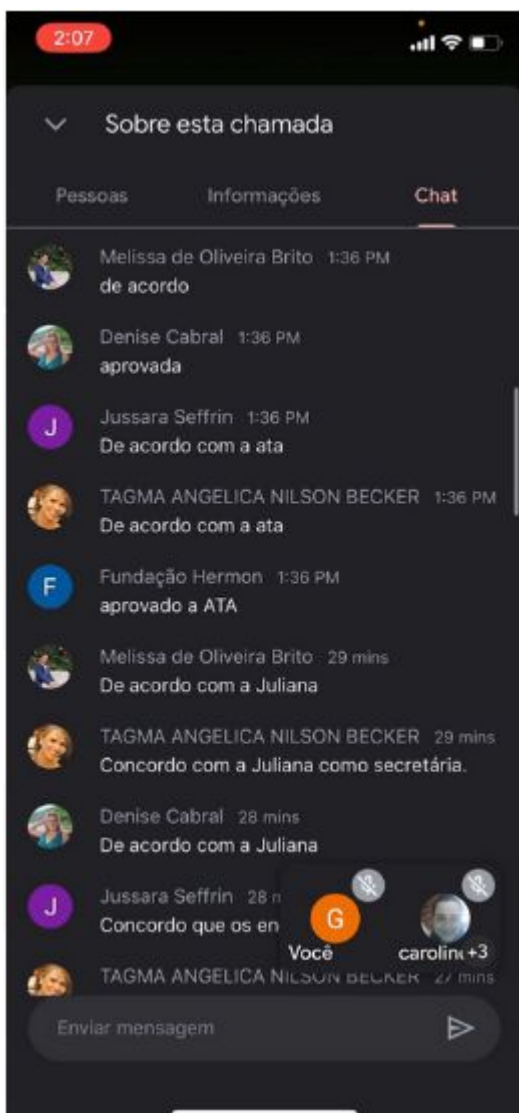 2:07
Sobre esta chamada
Pessoas Informações Chat
Melissa de Oliveira Brito 1:36 PM
de acordo
Denise Cabral 1:36 PM
aprovada
J
Jussara Seffrin 1:36 PM
De acordo com a ata
TAGMA ANGELICA NILSON BECKER 1:36 PM
De acordo com a ata
F
Fundação Hermon 1:36 PM
aprovado a ATA
Melissa de Oliveira Brito 29 mins
De acordo com a Juliana
TAGMA ANGELICA NILSON BECKER 29 mins
Concordo com a Juliana como secretária.
Denise Cabral 28 mins
De acordo com a Juliana
J
Jussara Seffrin 28
Concordo que os
G
Você
+3
TAGMA ANGELICA NILSON BECKER 27 mins
Enviar mensagem